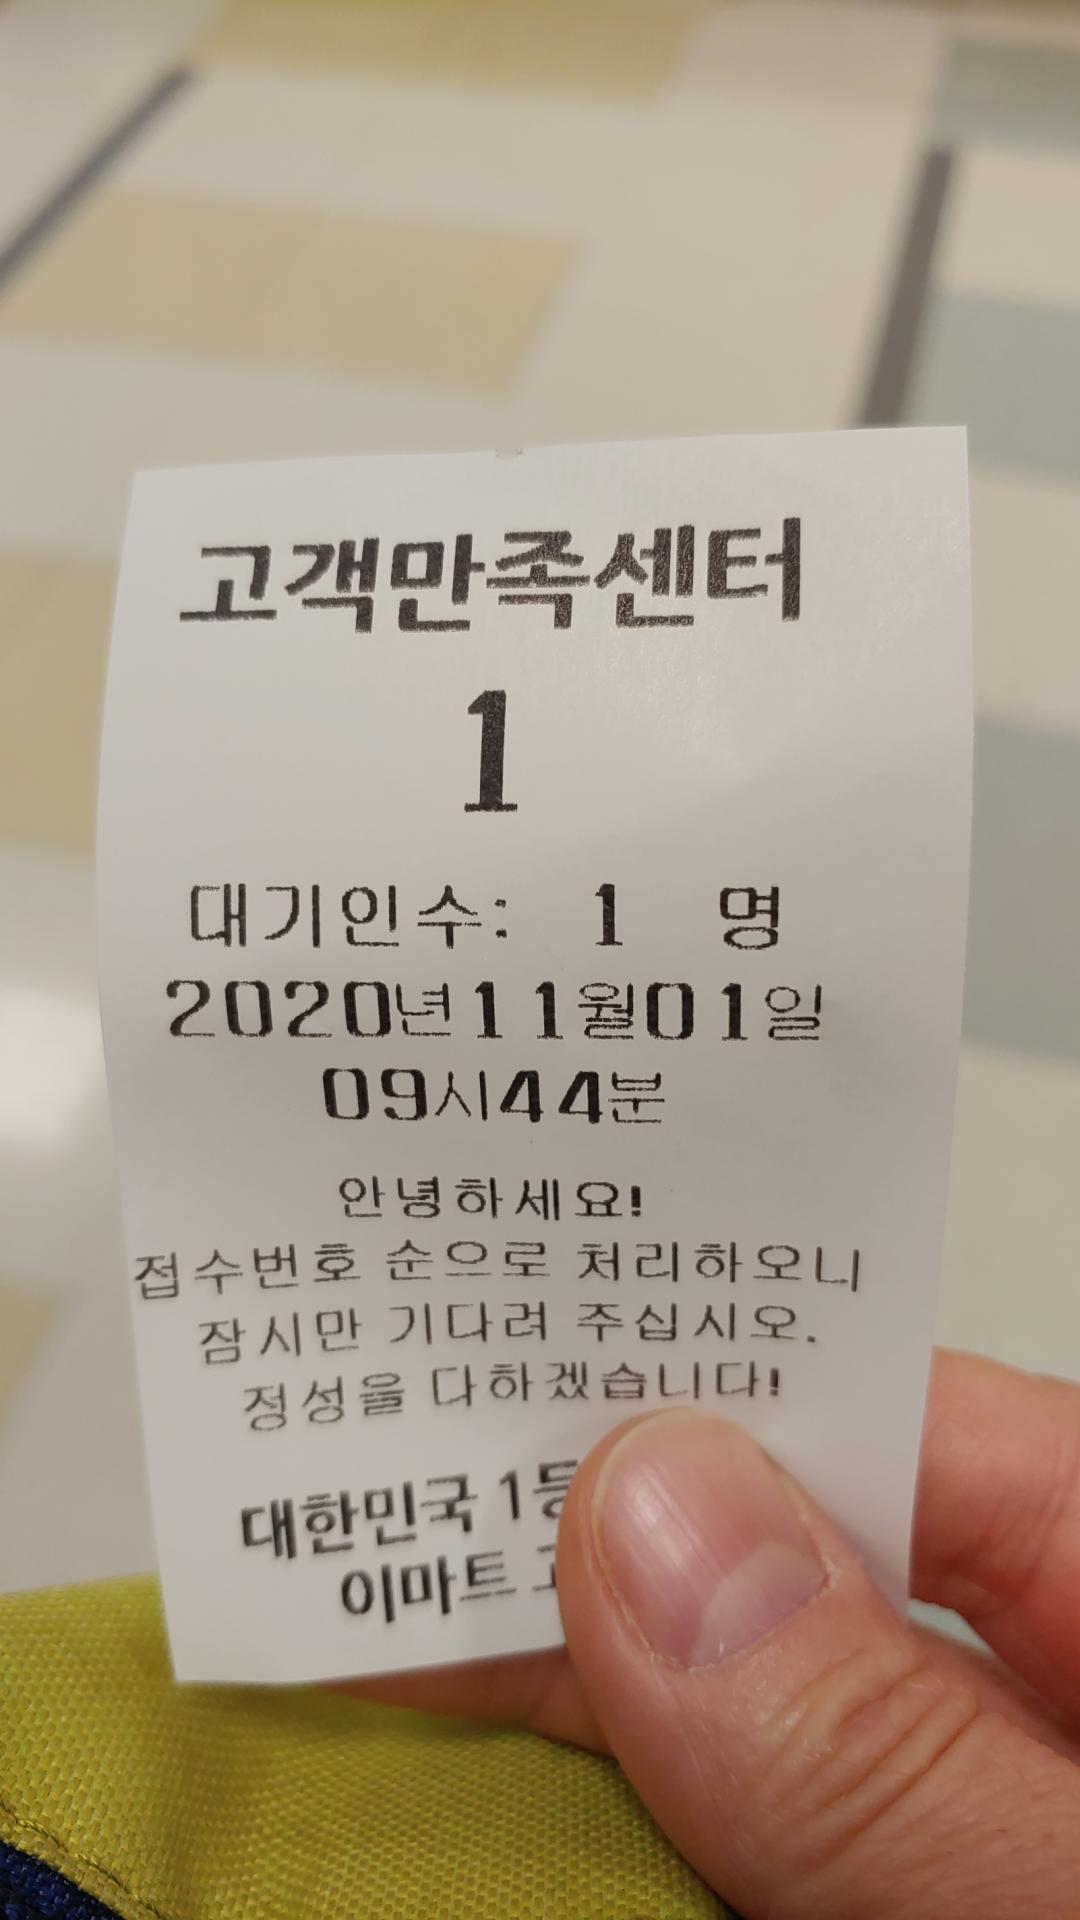 고객만족센터
1
대기인수: 1 명
2020년11월01일
09시44분
안녕하세요!
접수번호 순으로 처리하오니
잠시만 기다려 주십시오.
정성을 다하겠습니다!
대한민국 1등
이마트